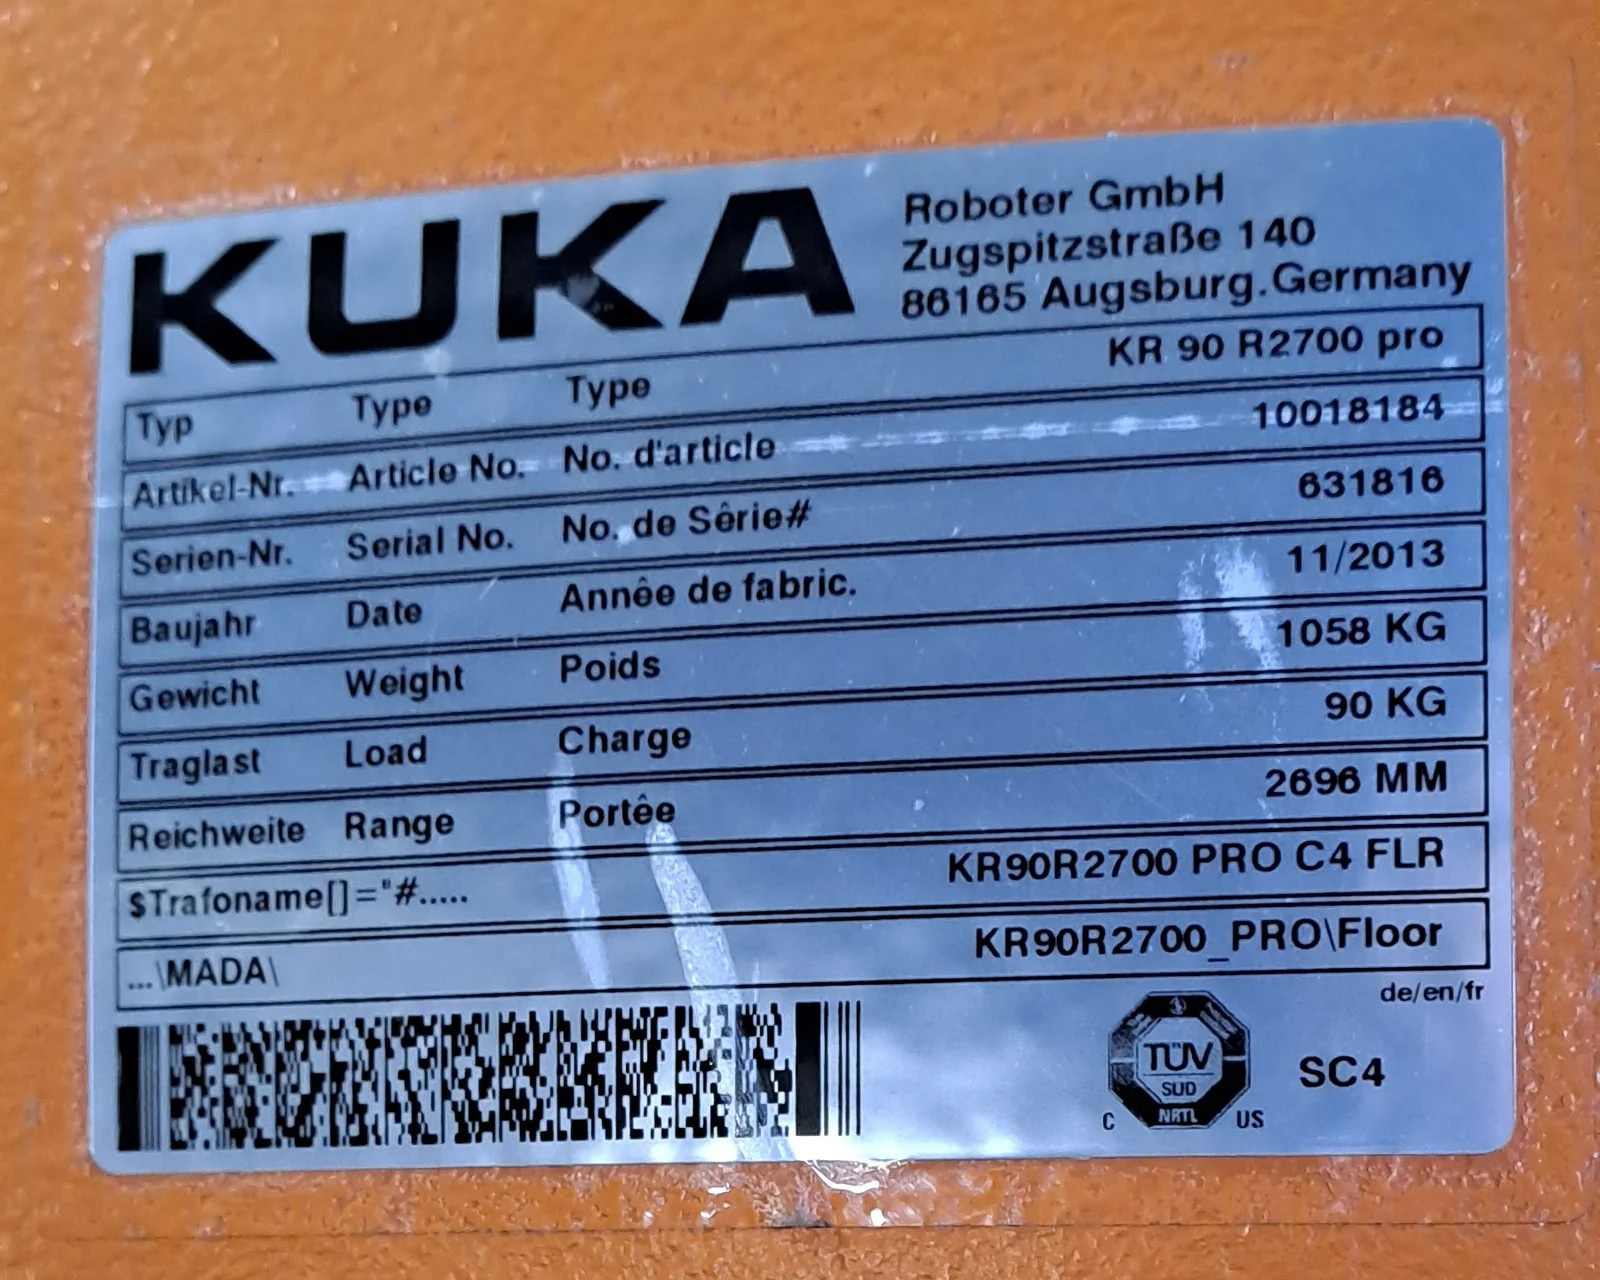 KUKA
Roboter GmbH
Zugspitzstraße 140
86165 Augsburg.Germany
Typ Type Type KR 90 R2700 pro
Artikel-Nr. Article No. No. d'article 10018184
Serien-Nr. Serial No. No. de Sêrie# 631816
Baujahr Date Annêe de fabric. 11/2013
Gewicht Weight Poids 1058 KG
Traglast Load Charge 90 KG
Reichweite Range Portêe 2696 MM
$Trafoname[]="#..... KR90R2700 PRO C4 FLR
...\MADA\ KR90R2700_PRO\Floor
de/en/fr
TÜV
SUD
NRTL
C US
SC4